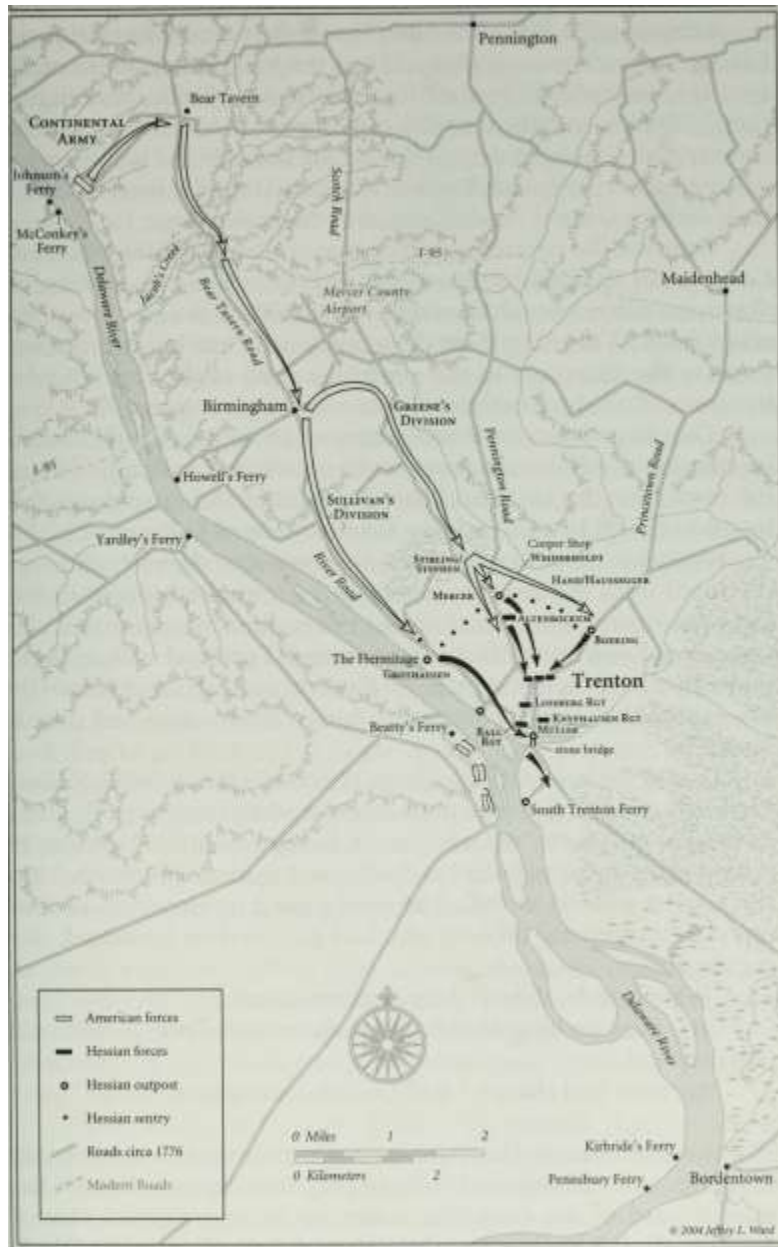 Pennington
Bear Tavern
CONTINENTAL
ARMY
Johnson's
Ferry
McConkey's
Ferry
Scotch Road
Jacob's Creek
I-95
Maidenhead
Delaware River
Bear Tavern Road
Mercer County
Airport
Birmingham
GREENE'S
DIVISION
Pennington Road
Princetown Road
I-95
Howell's Ferry
SULLIVAN'S
DIVISION
Yardley's Ferry
River Road
Cooper Shop
STIRLING/
STEPHEN
HAND/HAUSSEGGER
MERCER
ALTENBOCKUM
The Hermitage
GROTHAUSEN
Trenton
LOSSBERG RGT
KNYPHAUSEN RGT
Beatty's Ferry
RALL
RGT
MULLER
stone bridge
South Trenton Ferry
Delaware River
American forces
Hessian forces
Hessian outpost
Hessian sentry
Roads circa 1776
Modern Roads
0 Miles 1 2
0 Kilometers 2
Kirbride's Ferry
Pennsbury Ferry
Bordentown
© 2004 Jeffrey L. Ward